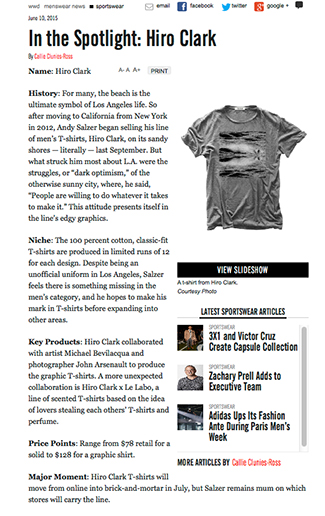 wwd menswear news sportswear email facebook twitter google +
June 10, 2015
In the Spotlight: Hiro Clark
By Callie Clunies-Ross
Name: Hiro Clark
A- A A+ PRINT
History: For many, the beach is the
ultimate symbol of Los Angeles life. So
after moving to California from New York
in 2012, Andy Salzer began selling his line
of men's T-shirts, Hiro Clark, on its sandy
shores — literally — last September. But
what struck him most about L.A. were the
struggles, or "dark optimism," of the
otherwise sunny city, where, he said,
"People are willing to do whatever it takes
to make it." This attitude presents itself in
the line's edgy graphics.
Niche: The 100 percent cotton, classic-fit
T-shirts are produced in limited runs of 12
for each design. Despite being an
unofficial uniform in Los Angeles, Salzer
feels there is something missing in the
men's category, and he hopes to make his
mark in T-shirts before expanding into
other areas.
Key Products: Hiro Clark collaborated
with artist Michael Bevilacqua and
photographer John Arsenault to produce
the graphic T-shirts. A more unexpected
collaboration is Hiro Clark x Le Labo, a
line of scented T-shirts based on the idea
of lovers stealing each others' T-shirts and
perfume.
Price Points: Range from $78 retail for a
solid to $128 for a graphic shirt.
Major Moment: Hiro Clark T-shirts will
move from online into brick-and-mortar in July, but Salzer remains mum on which
stores will carry the line.
VIEW SLIDESHOW
A t-shirt from Hiro Clark.
Courtesy Photo
LATEST SPORTSWEAR ARTICLES
SPORTSWEAR
3X1 and Victor Cruz
Create Capsule Collection
SPORTSWEAR
Zachary Prell Adds to
Executive Team
SPORTSWEAR
Adidas Ups Its Fashion
Ante During Paris Men's
Week
MORE ARTICLES BY Callie Clunies-Ross